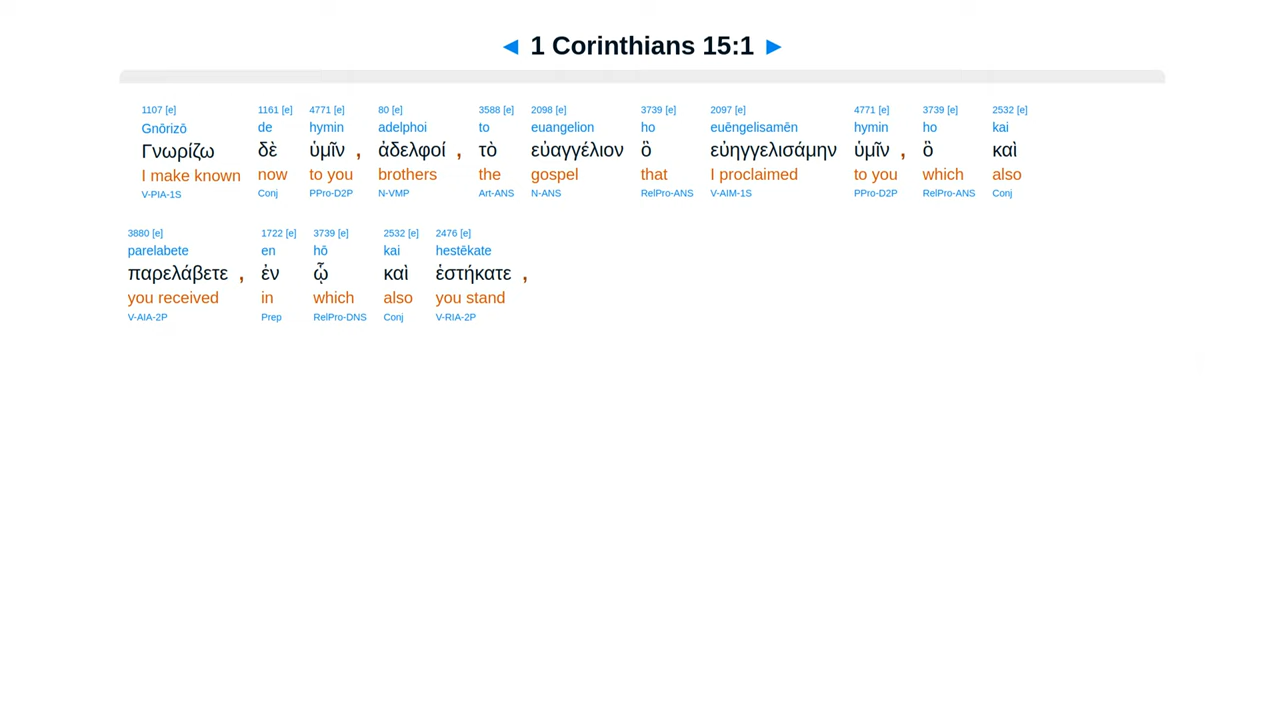 ◄ 1 Corinthians 15:1 ►
1107 [e] 1161 [e] 4771 [e] 80 [e] 3588 [e] 2098 [e] 3739 [e] 2097 [e] 4771 [e] 3739 [e] 2532 [e]
Gnōrizō de hymin adelphoi to euangelion ho euēngelisamēn hymin ho kai
Γνωρίζω δὲ ὑμῖν , ἀδελφοί , τὸ εὐαγγέλιον ὃ εὐηγγελισάμην ὑμῖν , ὃ καὶ
I make known now to you brothers the gospel that I proclaimed to you which also
V-PIA-1S Conj PPro-D2P N-VMP Art-ANS N-ANS RelPro-ANS V-AIM-1S PPro-D2P RelPro-ANS Conj
3880 [e] 1722 [e] 3739 [e] 2532 [e] 2476 [e]
parelabete en hō kai hestēkate
παρελάβετε , ἐν ᾧ καὶ ἑστήκατε ,
you received in which also you stand
V-AIA-2P Prep RelPro-DNS Conj V-RIA-2P